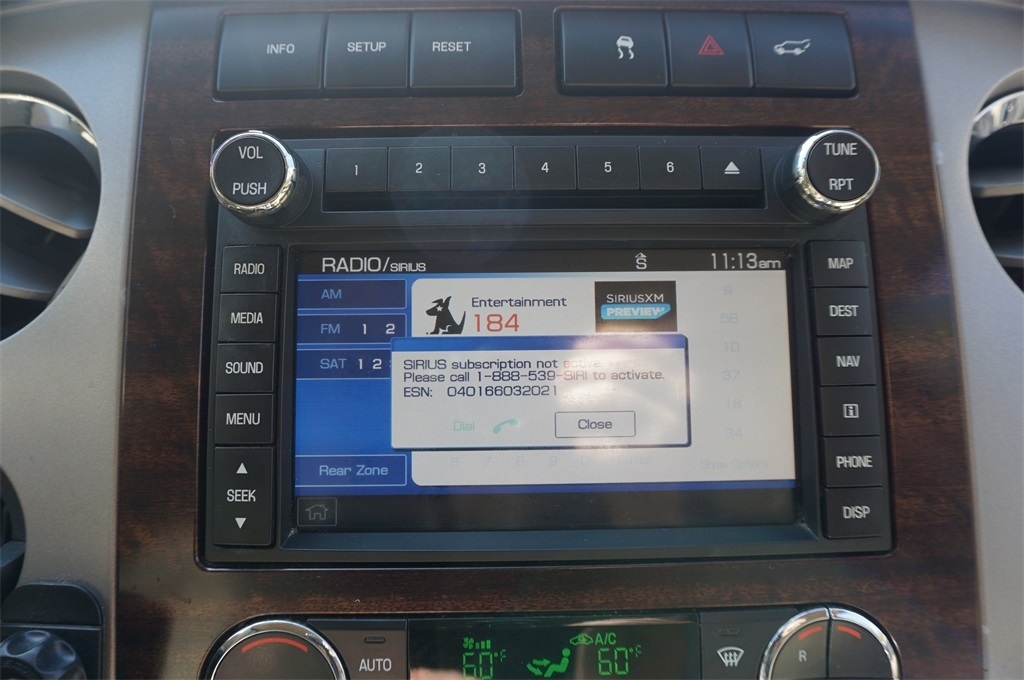 INFO SETUP RESET
VOL PUSH
1 2 3 4 5 6
TUNE RPT
RADIO
MEDIA
SOUND
MENU
SEEK
RADIO/SIRIUS S 11:13am
AM
FM 1 2
SAT 1 2
Rear Zone
Entertainment
184
SIRIUSXM
PREVIEW
SIRIUS subscription not active
Please call 1-888-539-SIRI to activate.
ESN: 040166032021
Dial Close
MAP
DEST
NAV
i
PHONE
DISP
AUTO
60°F
A/C
60°F
R